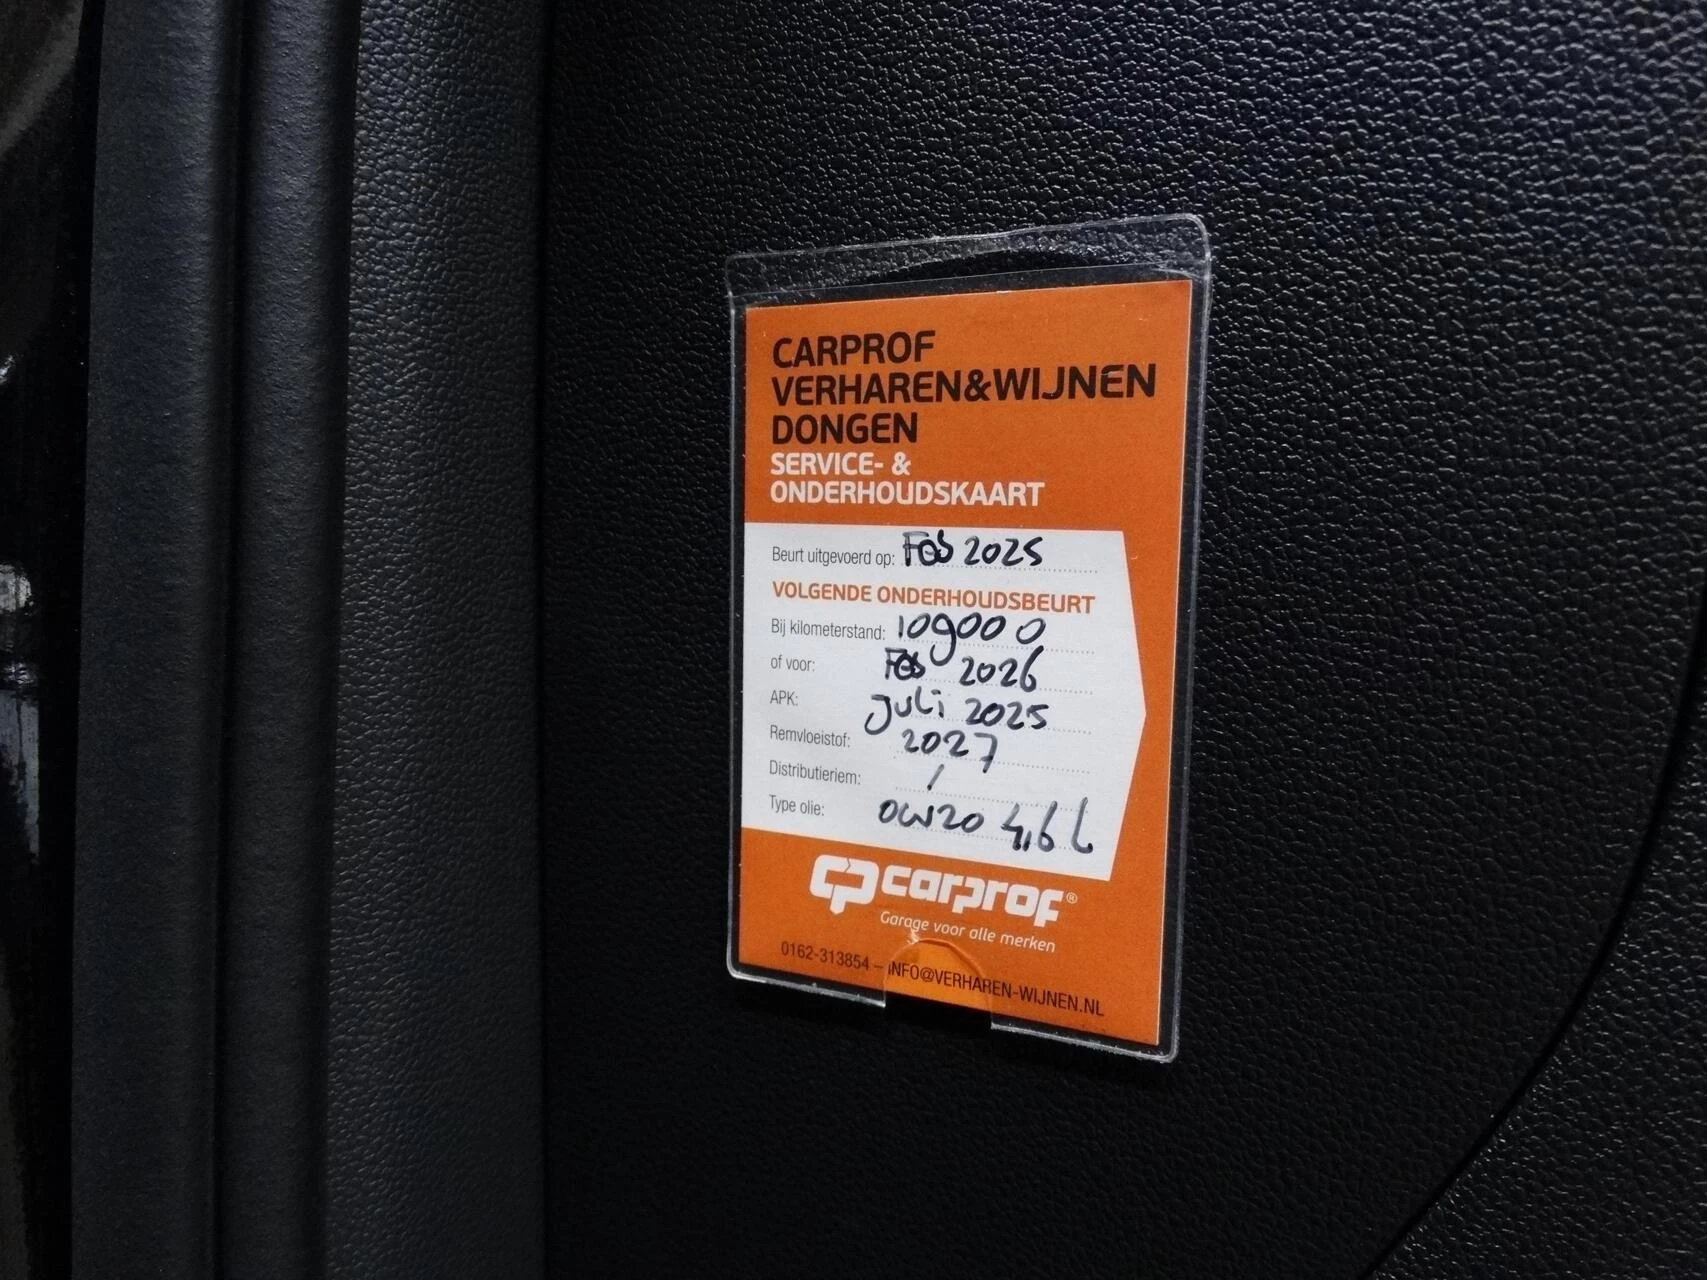 CARPROF
VERHAREN&WIJNEN
DONGEN
SERVICE- &
ONDERHOUDSKAART
Beurt uitgevoerd op: Feb 2025
VOLGENDE ONDERHOUDSBEURT
Bij kilometerstand: 109000
of voor: Feb 2026
APK: Juli 2025
Remvloeistof: 2027
Distributieriem: /
Type olie: 0w20 4,6 L
CP carprof®
Garage voor alle merken
0162-313854 – INFO@VERHAREN-WIJNEN.NL